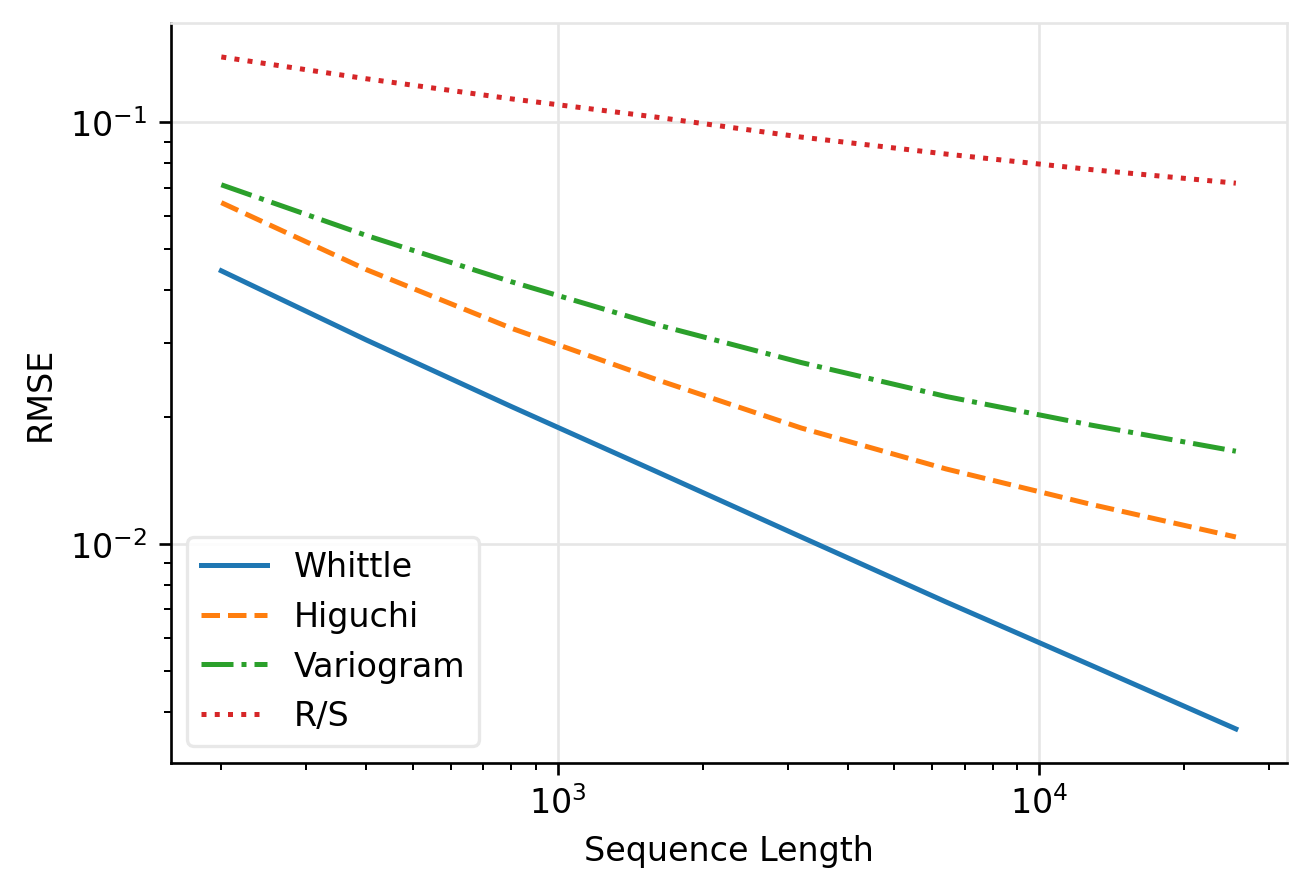 10⁻¹
10⁻²
RMSE
Whittle
Higuchi
Variogram
R/S
10³
10⁴
Sequence Length